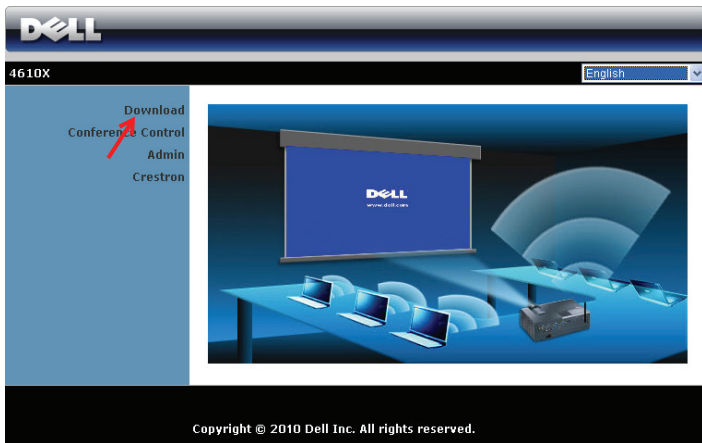 DELL
4610X
English
Download
Conference Control
Admin
Crestron
DELL
www.dell.com
Copyright © 2010 Dell Inc. All rights reserved.